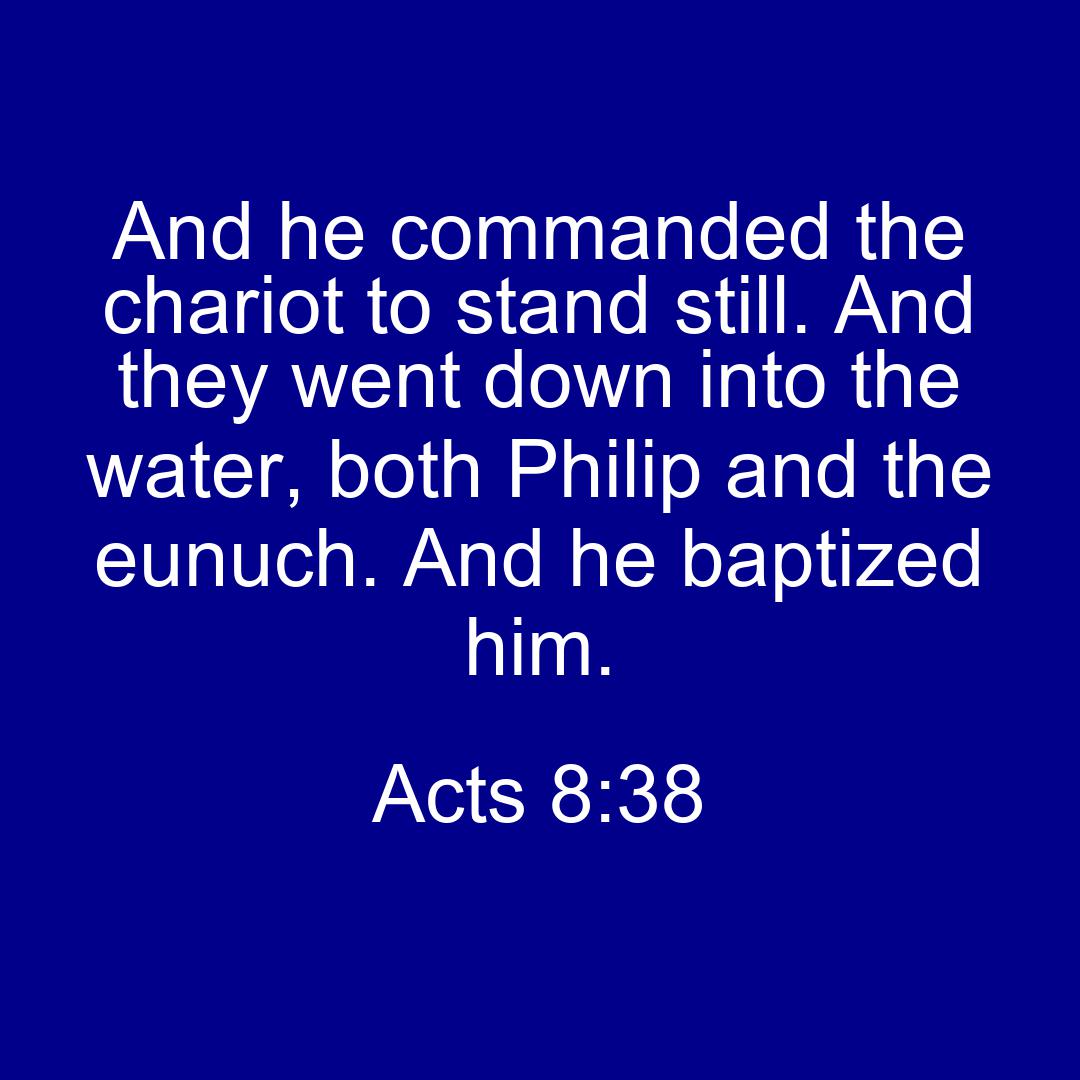 And he commanded the
chariot to stand still. And
they went down into the
water, both Philip and the
eunuch. And he baptized
him.
Acts 8:38